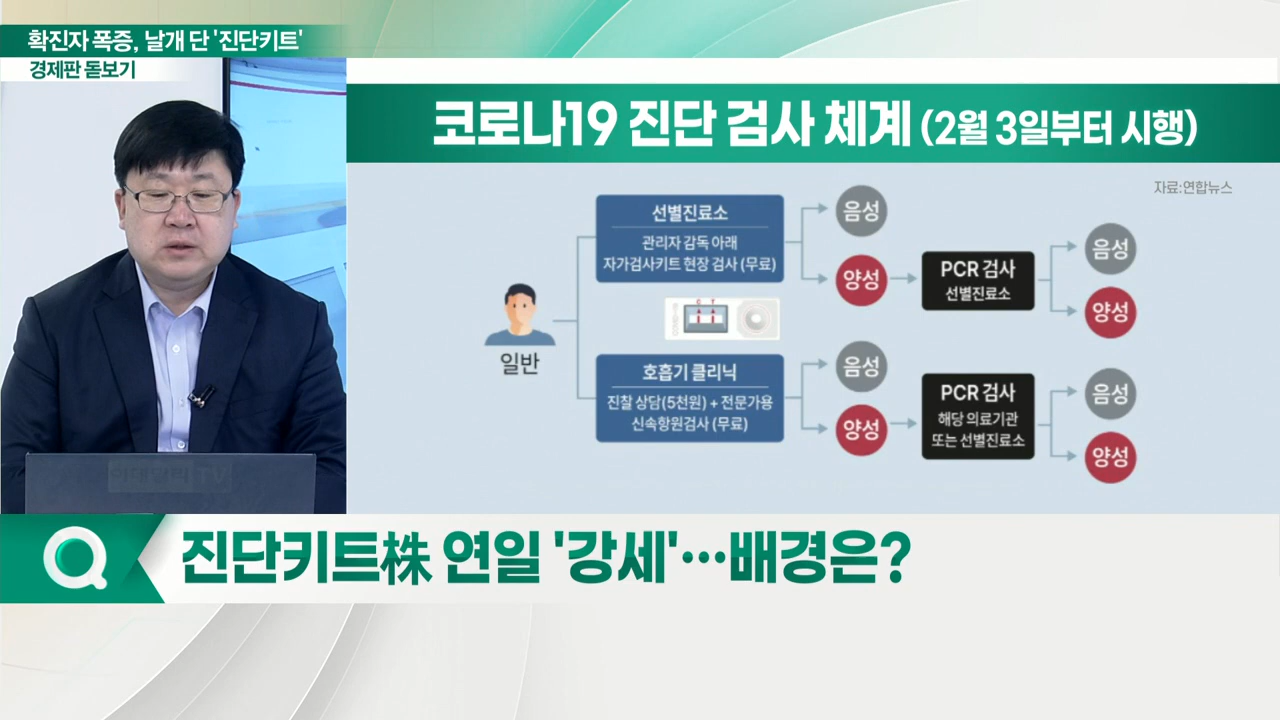 확진자 폭증, 날개 단 '진단키트'
경제판 돋보기
코로나19 진단 검사 체계 (2월 3일부터 시행)
자료:연합뉴스
선별진료소
관리자 감독 아래
자가검사키트 현장 검사 (무료)
음성
양성
PCR 검사
선별진료소
음성
양성
C T
일반
호흡기 클리닉
진찰 상담(5천원) + 전문가용
신속항원검사 (무료)
음성
양성
PCR 검사
해당 의료기관
또는 선별진료소
음성
양성
이데일리 TV
진단키트株 연일 '강세'…배경은?